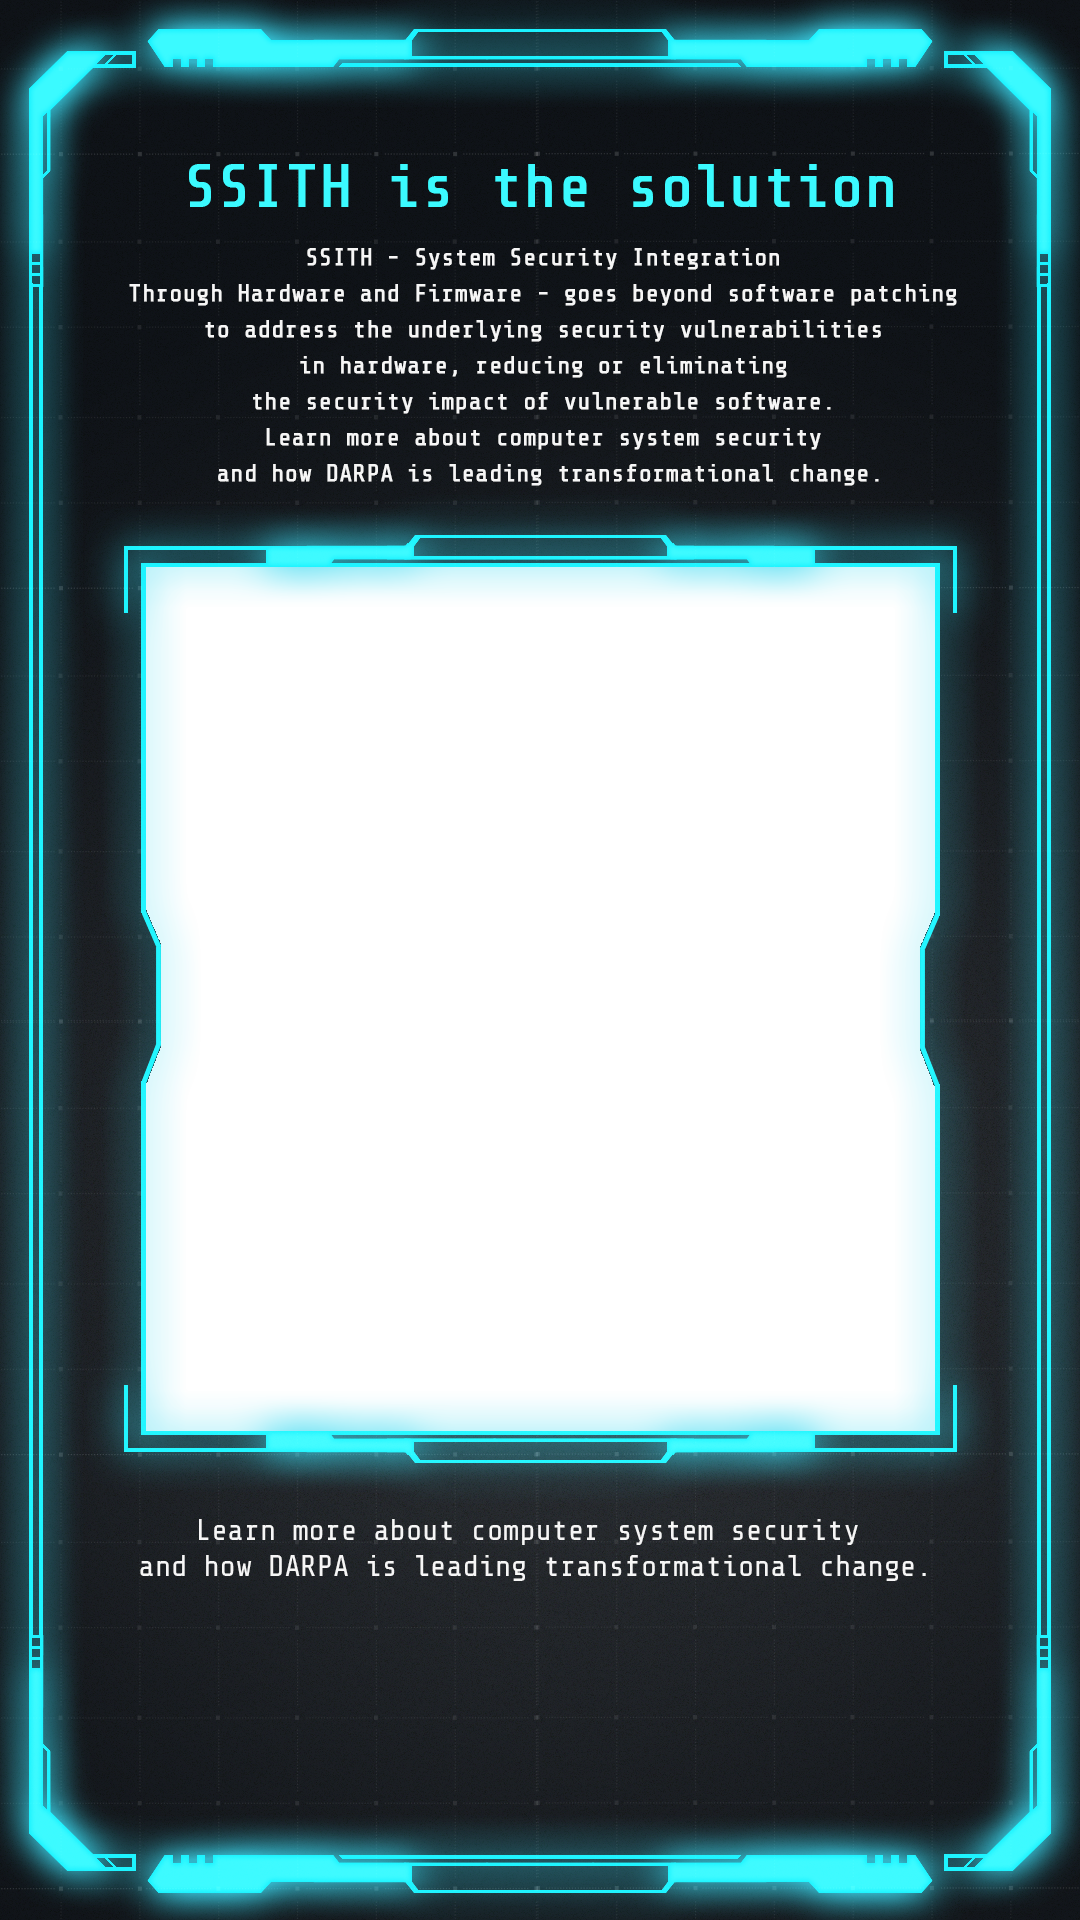 SSITH is the solution
SSITH - System Security Integration
Through Hardware and Firmware - goes beyond software patching
to address the underlying security vulnerabilities
in hardware, reducing or eliminating
the security impact of vulnerable software.
Learn more about computer system security
and how DARPA is leading transformational change.
Learn more about computer system security
and how DARPA is leading transformational change.